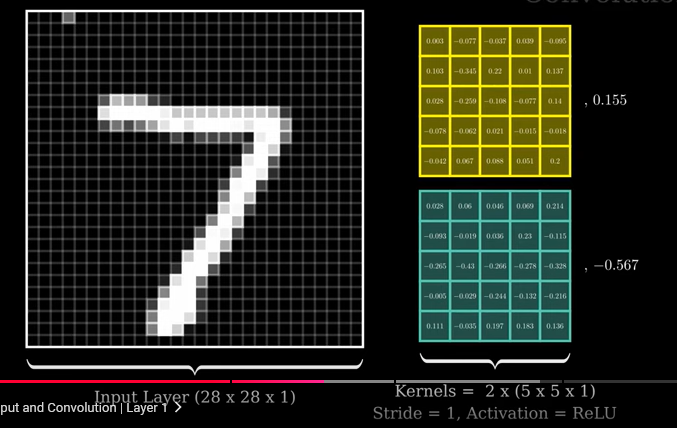 Convolution
0.003 −0.077 −0.037 0.039 −0.095
0.103 −0.345 0.22 0.01 0.137
0.028 −0.259 −0.108 −0.077 0.14
−0.078 −0.062 0.021 −0.015 −0.018
−0.042 0.067 0.088 0.051 0.2
, 0.155
0.028 0.06 0.046 0.069 0.214
−0.093 −0.019 0.036 0.23 −0.115
−0.265 −0.43 −0.266 −0.278 −0.328
−0.005 −0.029 −0.244 −0.132 −0.216
0.111 −0.035 0.197 0.183 0.136
, −0.567
Input Layer (28 x 28 x 1)
put and Convolution | Layer 1
Kernels = 2 x (5 x 5 x 1)
Stride = 1, Activation = ReLU